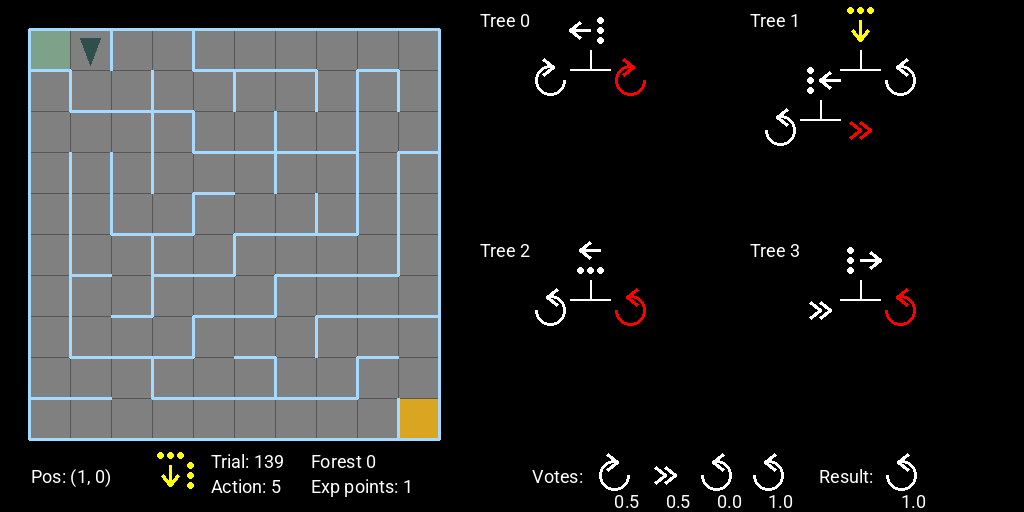 Tree 0
Tree 1
Tree 2
Tree 3
Pos: (1, 0)
Trial: 139
Forest 0
Action: 5
Exp points: 1
Votes:
0.5
0.5
0.0
1.0
Result:
1.0